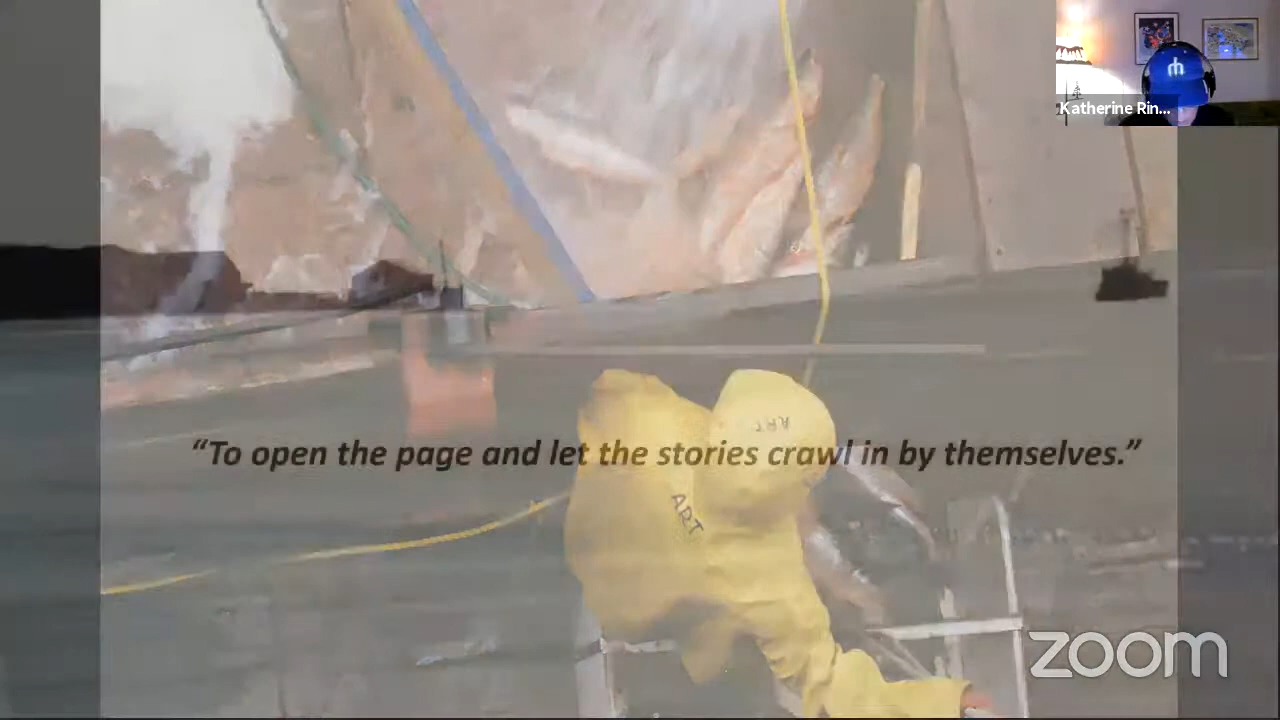 Katherine Rin...
“To open the page and let the stories crawl in by themselves.”
ART
ART
zoom